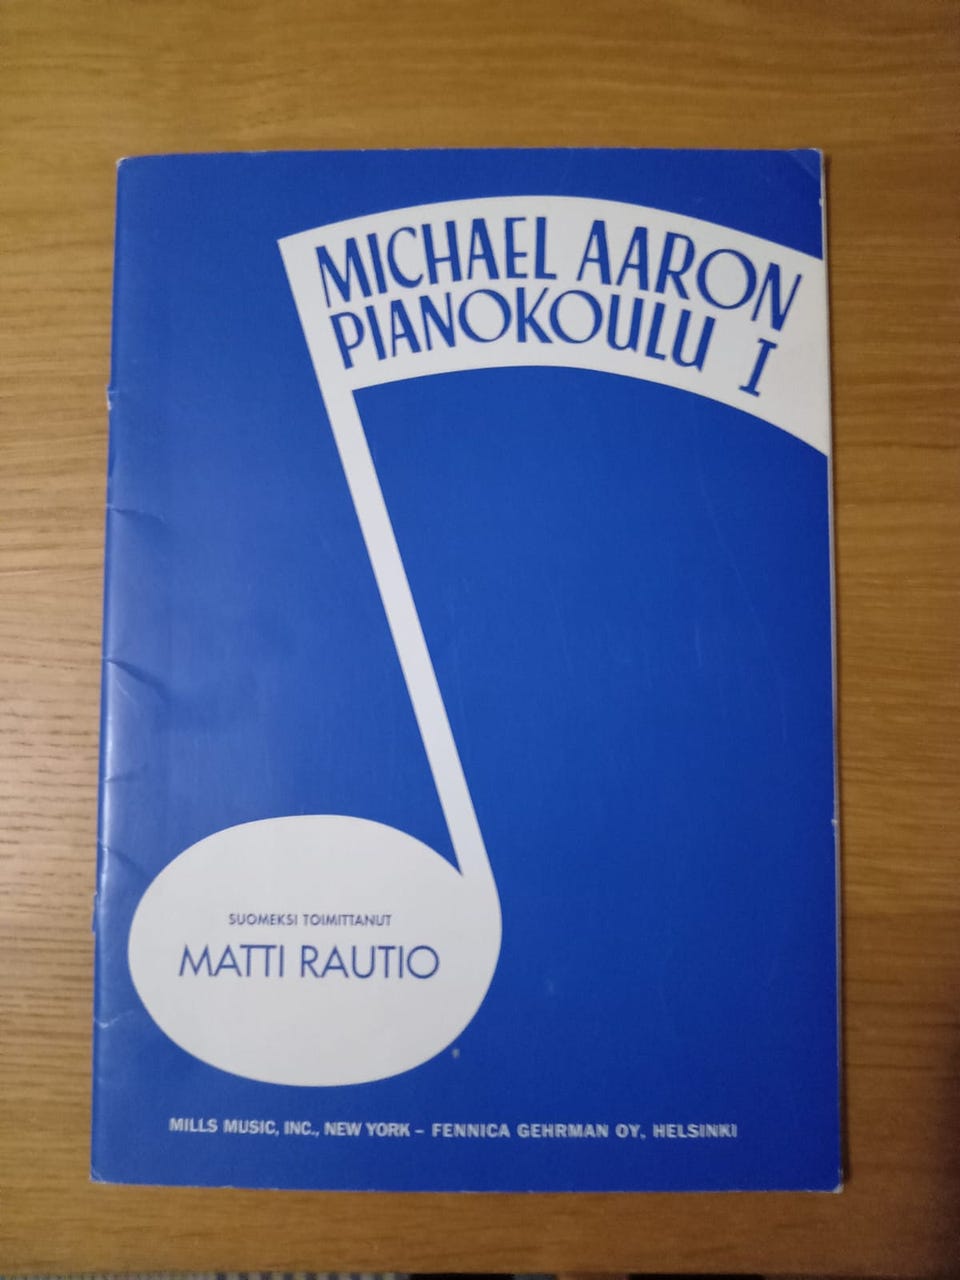 MICHAEL AARON
PIANOKOULU I
SUOMEKSI TOIMITTANUT
MATTI RAUTIO
MILLS MUSIC, INC., NEW YORK – FENNICA GEHRMAN OY, HELSINKI